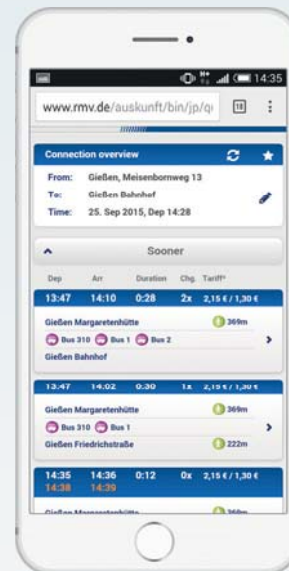 14:35
www.rmv.de/auskunft/bin/jp/q
18
Connection overview
From: Gießen, Meisenbornweg 13
To: Gießen Bahnhof
Time: 25. Sep 2015, Dep 14:28
Sooner
Dep Arr Duration Chg. Tariff*
13:47 14:10 0:28 2x 2,15 € / 1,30 €
Gießen Margaretenhütte 369m
Bus 310 Bus 1 Bus 2
Gießen Bahnhof
13:47 14:02 0:30 1x 2,15 € / 1,30 €
Gießen Margaretenhütte 369m
Bus 310 Bus 1
Gießen Friedrichstraße 222m
14:35 14:36 0:12 0x 2,15 € / 1,30 €
14:38 14:39
Gießen Margaretenhütte 369m